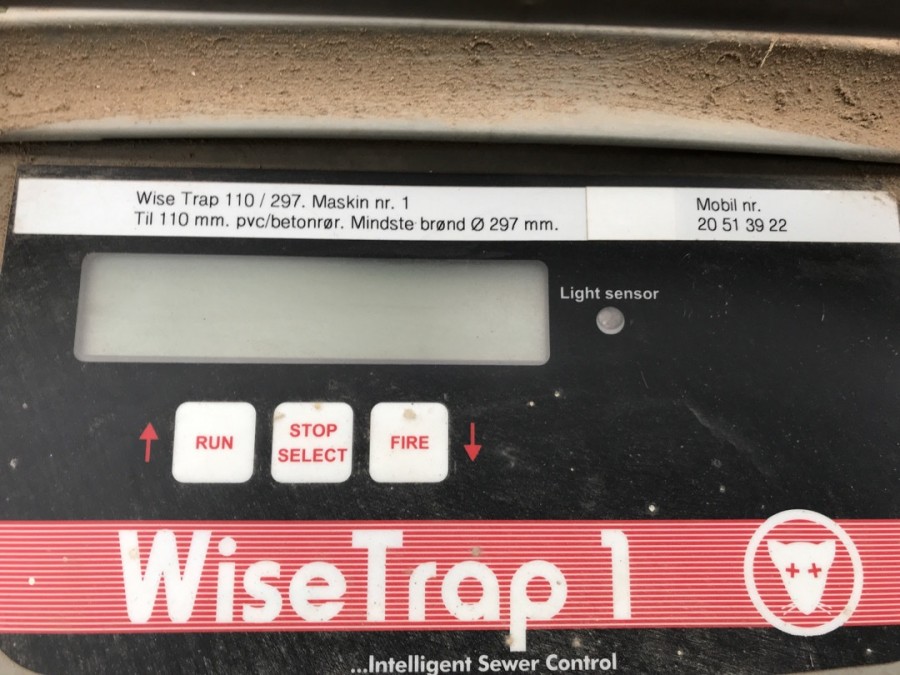 Wise Trap 110 / 297. Maskin nr. 1
Til 110 mm. pvc/betonrør. Mindste brønd Ø 297 mm.
Mobil nr.
20 51 39 22
Light sensor
RUN
STOP
SELECT
FIRE
WiseTrap 1
...Intelligent Sewer Control